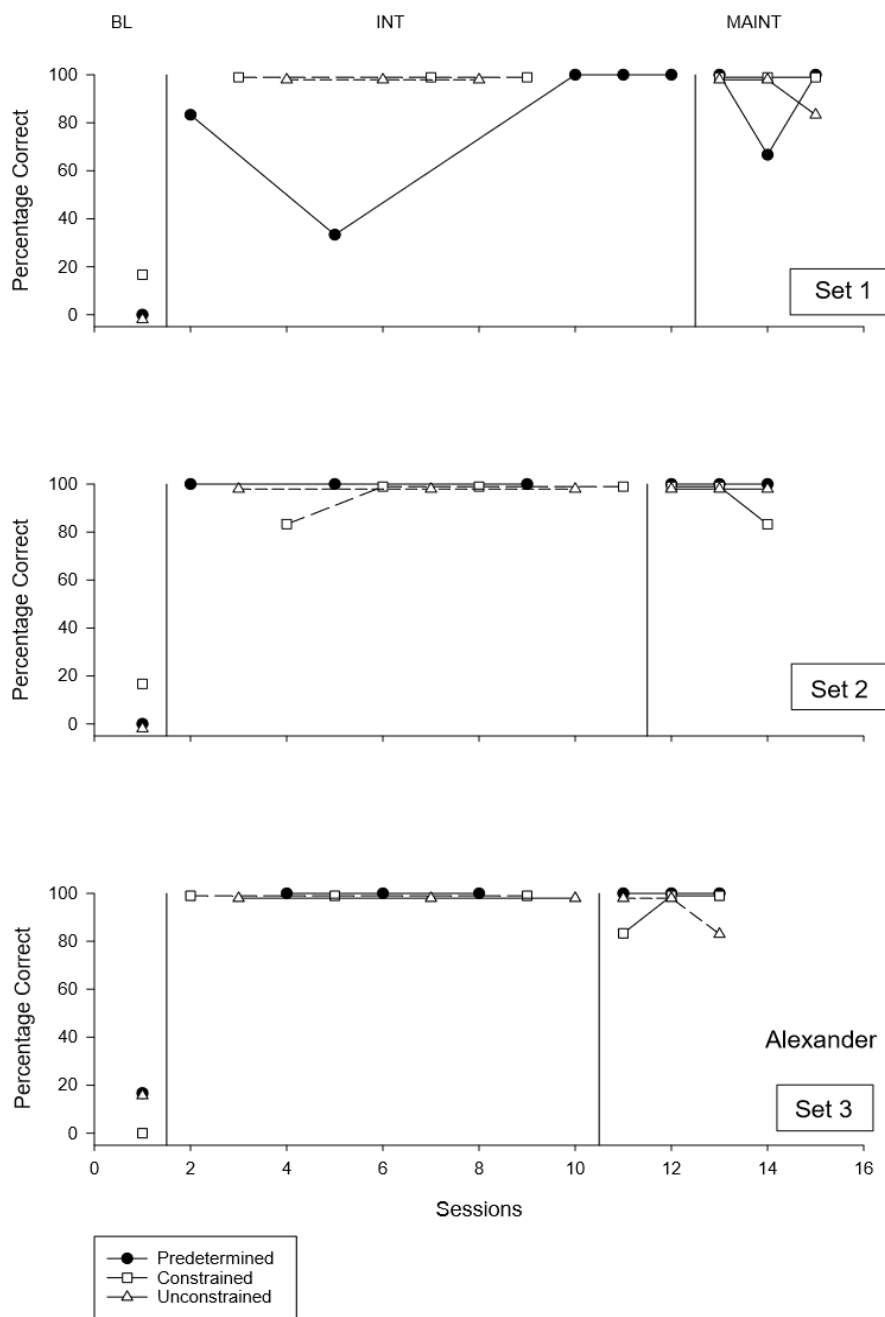 BL INT MAINT
Percentage Correct
100
80
60
40
20
0
Set 1
Percentage Correct
100
80
60
40
20
0
Set 2
Percentage Correct
100
80
60
40
20
0
Alexander
Set 3
0 2 4 6 8 10 12 14 16
Sessions
Predetermined
Constrained
Unconstrained